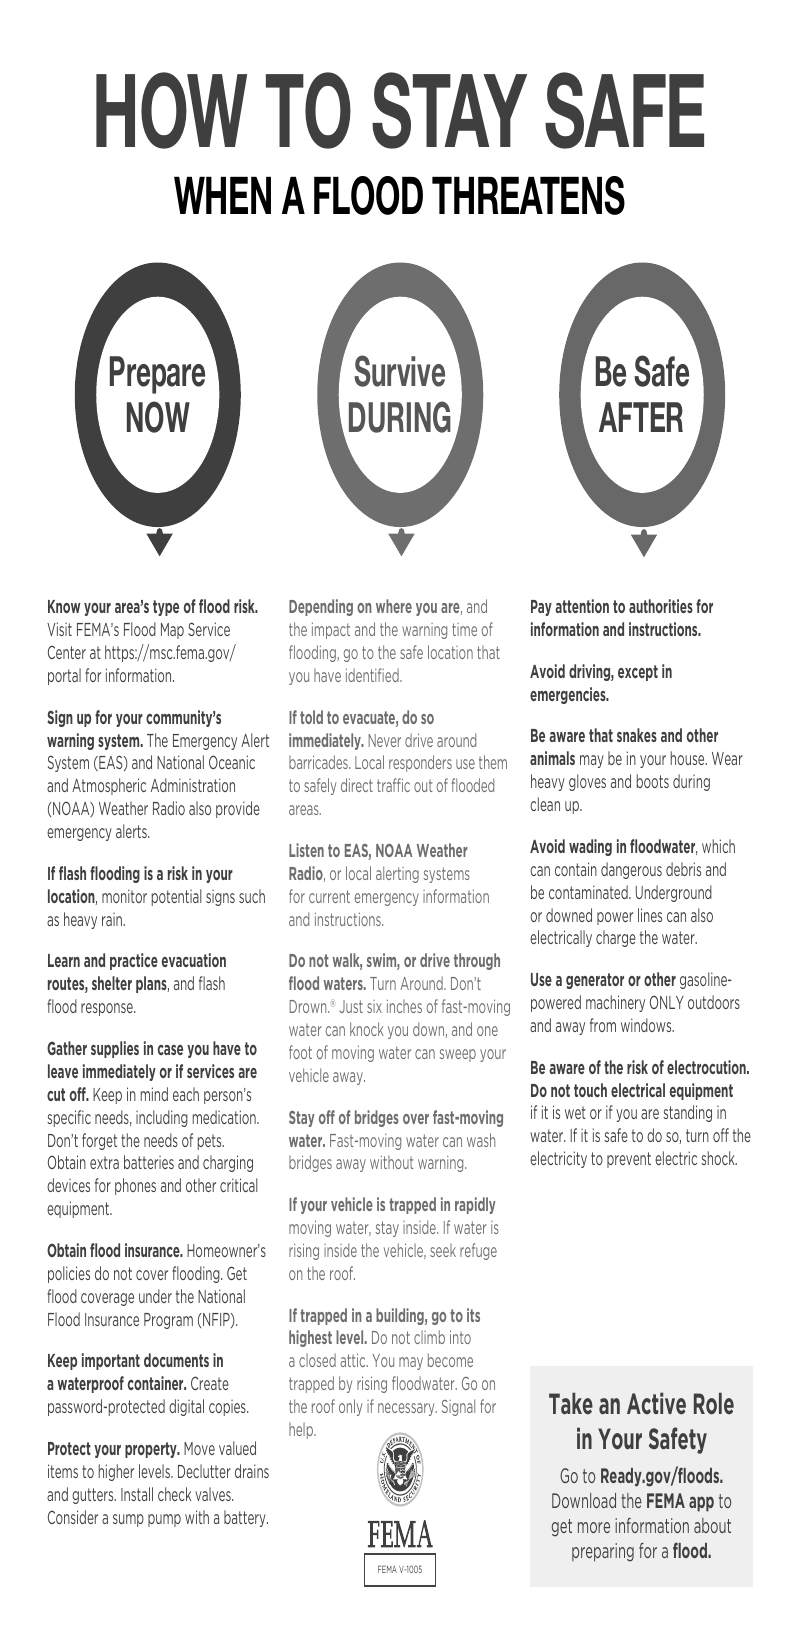 HOW TO STAY SAFE
WHEN A FLOOD THREATENS
Prepare
NOW
Know your area's type of flood risk.
Visit FEMA's Flood Map Service
Center at https://msc.fema.gov/
portal for information.
Sign up for your community's
warning system. The Emergency Alert
System (EAS) and National Oceanic
and Atmospheric Administration
(NOAA) Weather Radio also provide
emergency alerts.
If flash flooding is a risk in your
location, monitor potential signs such
as heavy rain.
Learn and practice evacuation
routes, shelter plans, and flash
flood response.
Gather supplies in case you have to
leave immediately or if services are
cut off. Keep in mind each person's
specific needs, including medication.
Don't forget the needs of pets.
Obtain extra batteries and charging
devices for phones and other critical
equipment.
Obtain flood insurance. Homeowner's
policies do not cover flooding. Get
flood coverage under the National
Flood Insurance Program (NFIP).
Keep important documents in
a waterproof container. Create
password-protected digital copies.
Protect your property. Move valued
items to higher levels. Declutter drains
and gutters. Install check valves.
Consider a sump pump with a battery.
Survive
DURING
Depending on where you are, and
the impact and the warning time of
flooding, go to the safe location that
you have identified.
If told to evacuate, do so
immediately. Never drive around
barricades. Local responders use them
to safely direct traffic out of flooded
areas.
Listen to EAS, NOAA Weather
Radio, or local alerting systems
for current emergency information
and instructions.
Do not walk, swim, or drive through
flood waters. Turn Around. Don't
Drown.® Just six inches of fast-moving
water can knock you down, and one
foot of moving water can sweep your
vehicle away.
Stay off of bridges over fast-moving
water. Fast-moving water can wash
bridges away without warning.
If your vehicle is trapped in rapidly
moving water, stay inside. If water is
rising inside the vehicle, seek refuge
on the roof.
If trapped in a building, go to its
highest level. Do not climb into
a closed attic. You may become
trapped by rising floodwater. Go on
the roof only if necessary. Signal for
help.
U.S. DEPARTMENT OF
HOMELAND SECURITY
FEMA
FEMA V-1005
Be Safe
AFTER
Pay attention to authorities for
information and instructions.
Avoid driving, except in
emergencies.
Be aware that snakes and other
animals may be in your house. Wear
heavy gloves and boots during
clean up.
Avoid wading in floodwater, which
can contain dangerous debris and
be contaminated. Underground
or downed power lines can also
electrically charge the water.
Use a generator or other gasoline-
powered machinery ONLY outdoors
and away from windows.
Be aware of the risk of electrocution.
Do not touch electrical equipment
if it is wet or if you are standing in
water. If it is safe to do so, turn off the
electricity to prevent electric shock.
Take an Active Role
in Your Safety
Go to Ready.gov/floods.
Download the FEMA app to
get more information about
preparing for a flood.